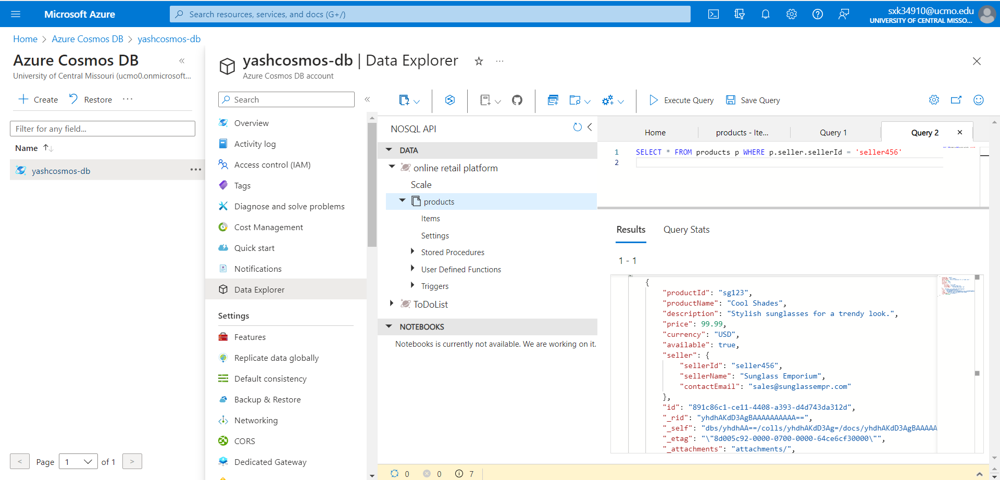 Microsoft Azure
Search resources, services, and docs (G+/)
sxk34910@ucmo.edu
UNIVERSITY OF CENTRAL MISSO...
Home > Azure Cosmos DB > yashcosmos-db
Azure Cosmos DB
University of Central Missouri (ucmo0.onmicrosoft...
Create
Restore
Filter for any field...
Name
yashcosmos-db
< Page 1 of 1 >
yashcosmos-db | Data Explorer
Azure Cosmos DB account
Search
Overview
Activity log
Access control (IAM)
Tags
Diagnose and solve problems
Cost Management
Quick start
Notifications
Data Explorer
Settings
Features
Replicate data globally
Default consistency
Backup & Restore
Networking
CORS
Dedicated Gateway
Execute Query
Save Query
NOSQL API
DATA
online retail platform
Scale
products
Items
Settings
Stored Procedures
User Defined Functions
Triggers
ToDoList
NOTEBOOKS
Notebooks is currently not available. We are working on it.
Home
products - Ite...
Query 1
Query 2
1 SELECT * FROM products p WHERE p.seller.sellerId = 'seller456'
2
Results
Query Stats
1 - 1
{
"productId": "sg123",
"productName": "Cool Shades",
"description": "Stylish sunglasses for a trendy look.",
"price": 99.99,
"currency": "USD",
"available": true,
"seller": {
"sellerId": "seller456",
"sellerName": "Sunglass Emporium",
"contactEmail": "sales@sunglassempr.com"
},
"id": "891c86c1-ce11-4408-a393-d4d743da312d",
"_rid": "yhdhAKdD3AgBAAAAAAAAAA==",
"_self": "dbs/yhdhAA==/colls/yhdhAKdD3Ag=/docs/yhdhAKdD3AgBAAAAA
"_etag": "\"8d005c92-0000-0700-0000-64ce6cf30000\"",
"_attachments": "attachments/",
0 0 7